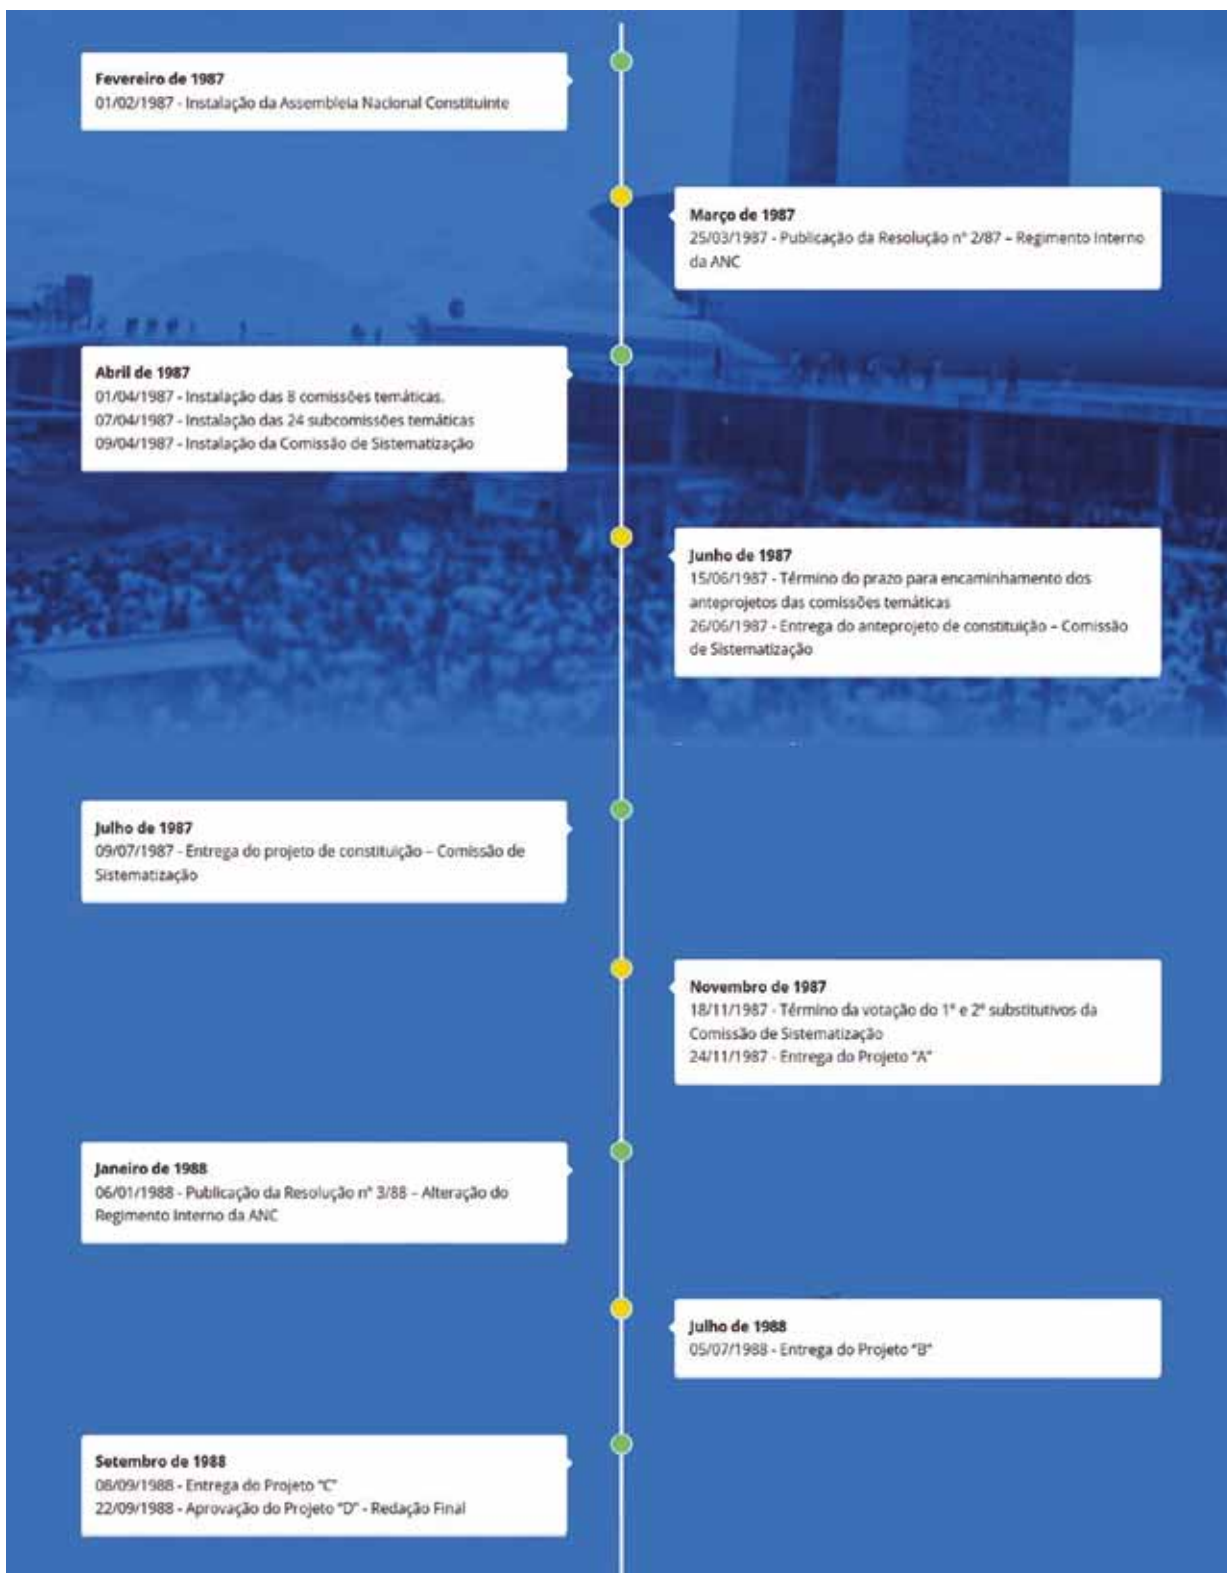 Fevereiro de 1987
01/02/1987 - Instalação da Assembleia Nacional Constituinte
Março de 1987
25/03/1987 - Publicação da Resolução nº 2/87 – Regimento Interno
da ANC
Abril de 1987
01/04/1987 - Instalação das 8 comissões temáticas.
07/04/1987 - Instalação das 24 subcomissões temáticas
09/04/1987 - Instalação da Comissão de Sistematização
Junho de 1987
15/06/1987 - Término do prazo para encaminhamento dos
anteprojetos das comissões temáticas
26/06/1987 - Entrega do anteprojeto de constituição – Comissão
de Sistematização
Julho de 1987
09/07/1987 - Entrega do projeto de constituição – Comissão de
Sistematização
Novembro de 1987
18/11/1987 - Término da votação do 1º e 2º substitutivos da
Comissão de Sistematização
24/11/1987 - Entrega do Projeto "A"
Janeiro de 1988
06/01/1988 - Publicação da Resolução nº 3/88 – Alteração do
Regimento Interno da ANC
Julho de 1988
05/07/1988 - Entrega do Projeto "B"
Setembro de 1988
08/09/1988 - Entrega do Projeto "C"
22/09/1988 - Aprovação do Projeto "D" - Redação Final